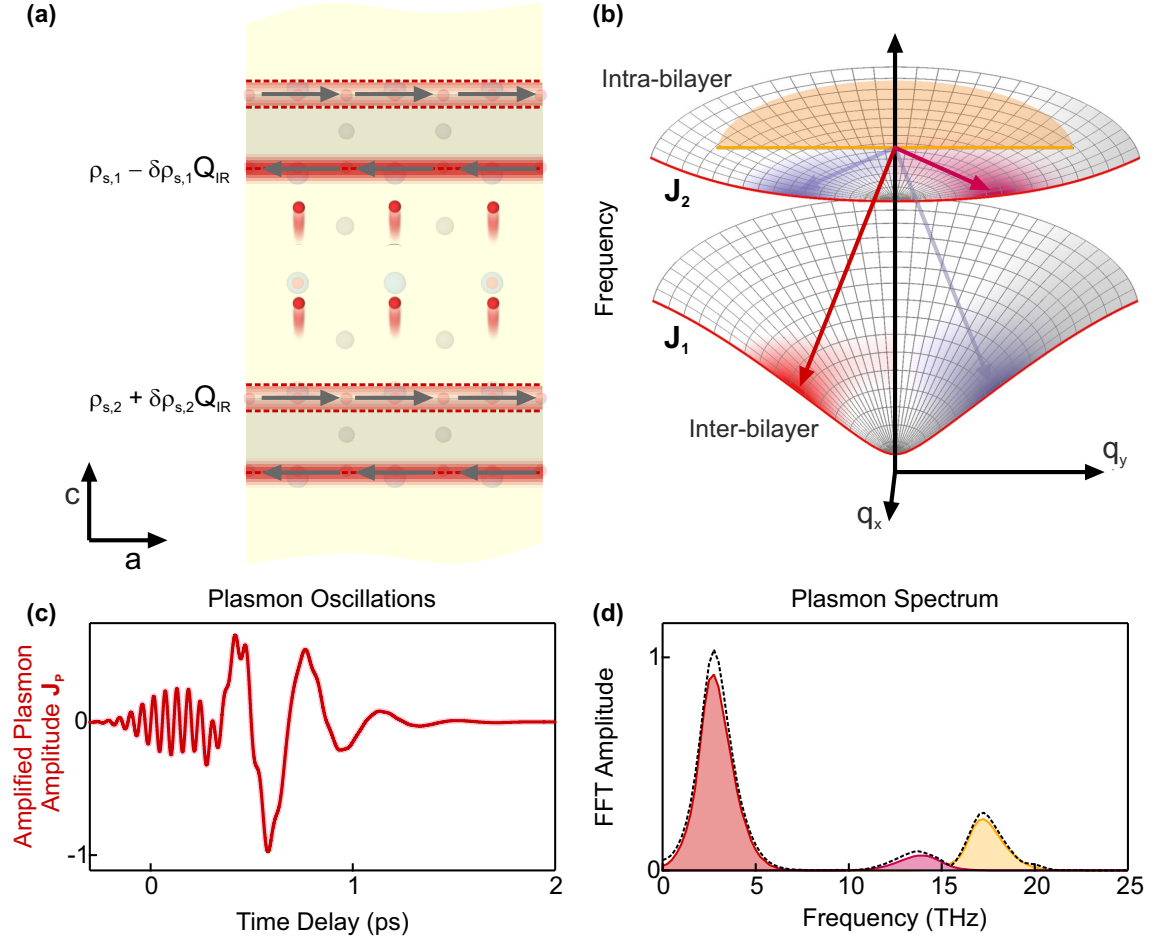 (a)
ρs,1 − δρs,1QIR
ρs,2 + δρs,2QIR
c
a
(b)
Intra-bilayer
J2
Frequency
J1
Inter-bilayer
qy
qx
(c)
Plasmon Oscillations
Amplified Plasmon
Amplitude JP
0
-1
0
1
2
Time Delay (ps)
(d)
Plasmon Spectrum
FFT Amplitude
1
0
0
5
10
15
20
25
Frequency (THz)